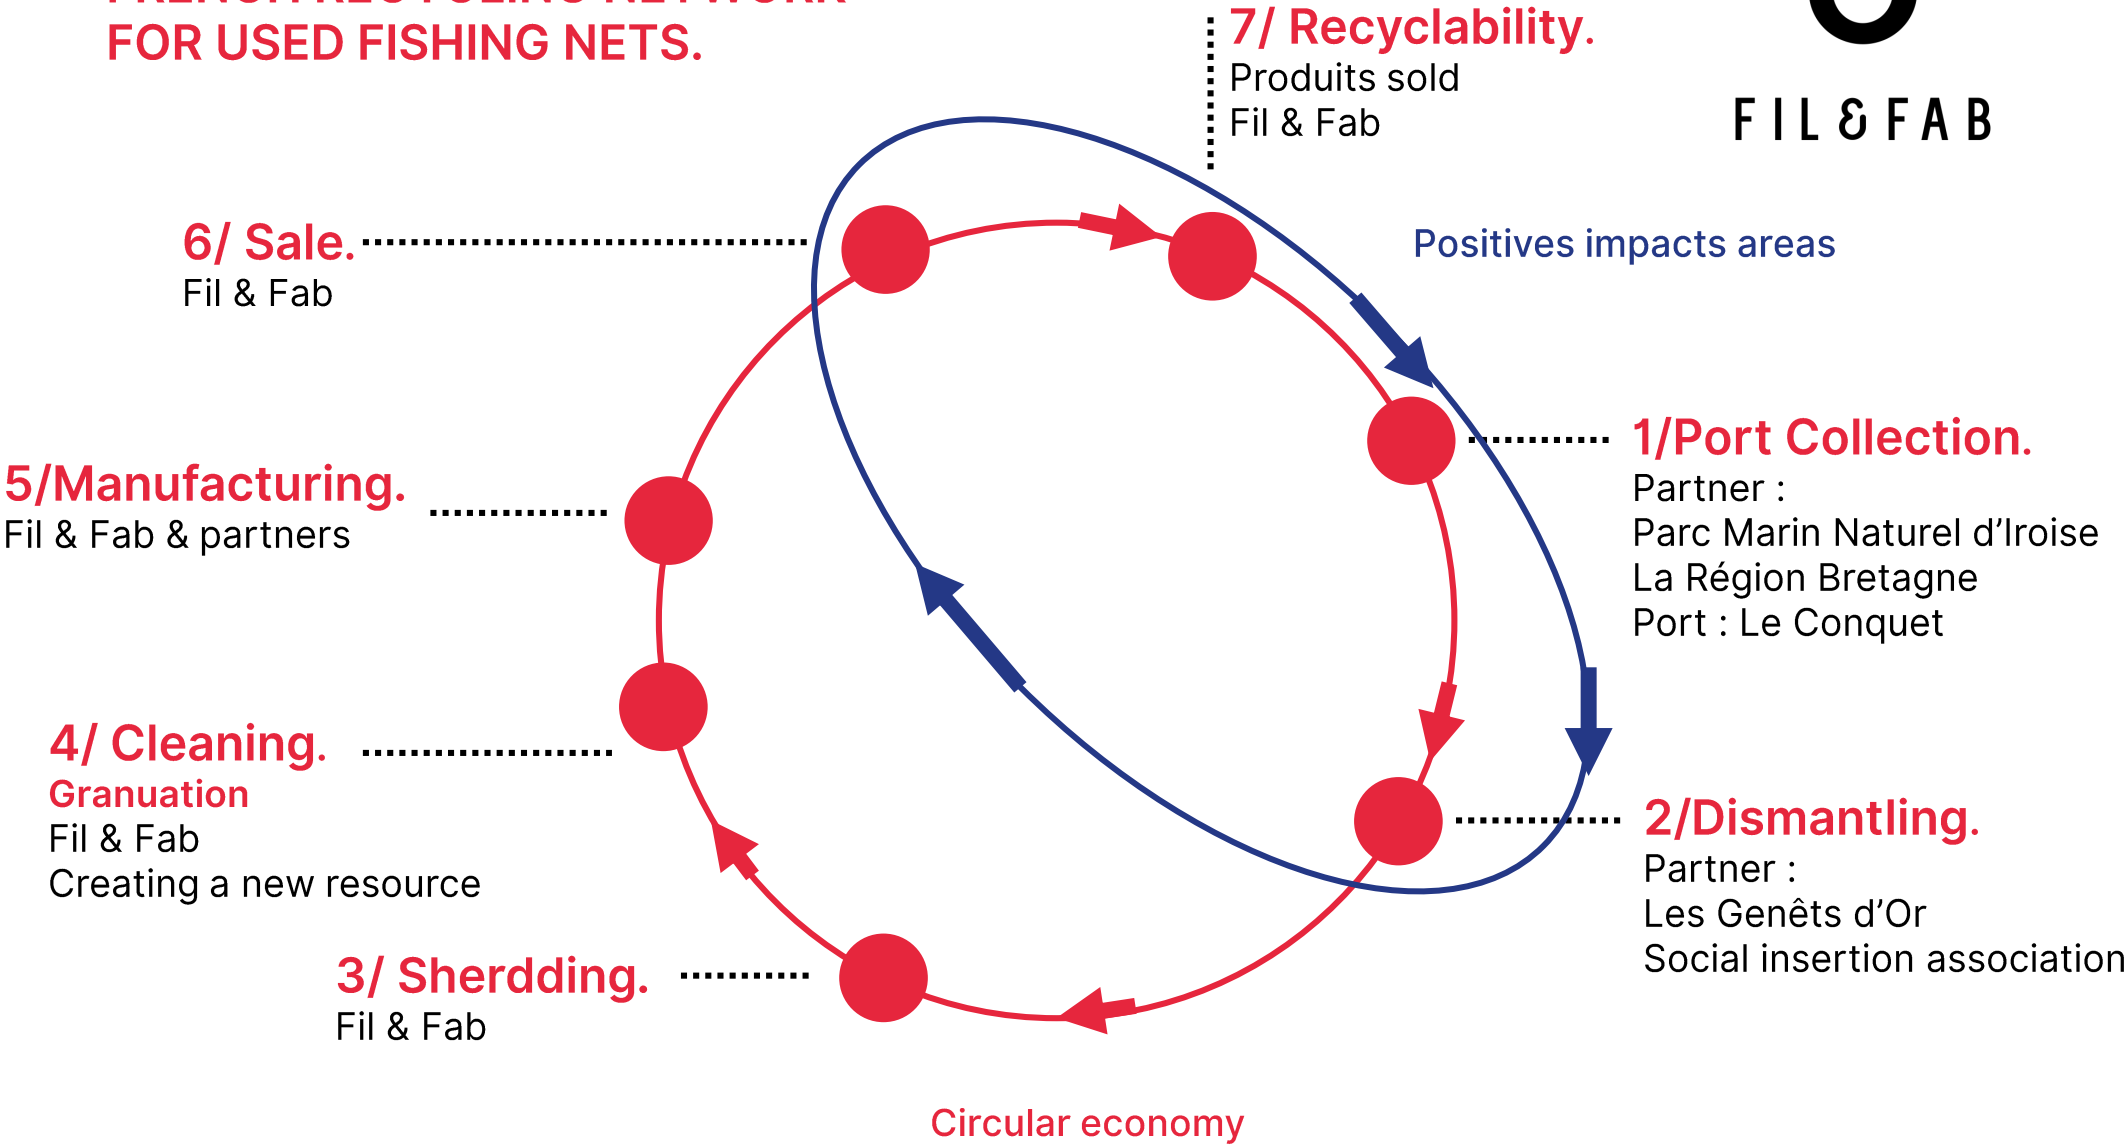 FRENCH RECYCLING NETWORK
FOR USED FISHING NETS.
7/ Recyclability.
Produits sold
Fil & Fab
FIL&FAB
Positives impacts areas
6/ Sale.
Fil & Fab
1/Port Collection.
Partner :
Parc Marin Naturel d’Iroise
La Région Bretagne
Port : Le Conquet
5/Manufacturing.
Fil & Fab & partners
4/ Cleaning.
Granuation
Fil & Fab
Creating a new resource
2/Dismantling.
Partner :
Les Genêts d’Or
Social insertion association
3/ Sherdding.
Fil & Fab
Circular economy